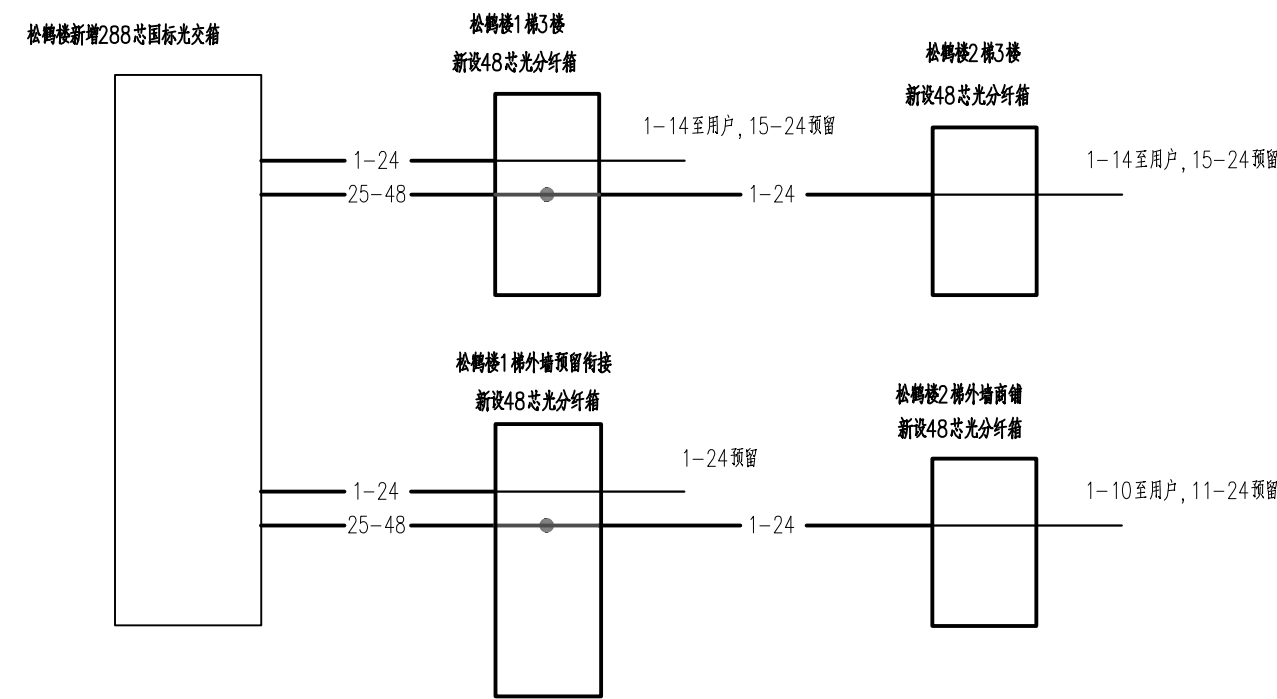 松鹤楼新增288芯国标光交箱
松鹤楼1梯3楼
新设48芯光分纤箱
松鹤楼2梯3楼
新设48芯光分纤箱
1-14至用户,15-24预留
1-14至用户,15-24预留
1-24
25-48
1-24
松鹤楼1梯外墙预留衔接
新设48芯光分纤箱
松鹤楼2梯外墙商铺
新设48芯光分纤箱
1-24预留
1-10至用户,11-24预留
1-24
25-48
1-24